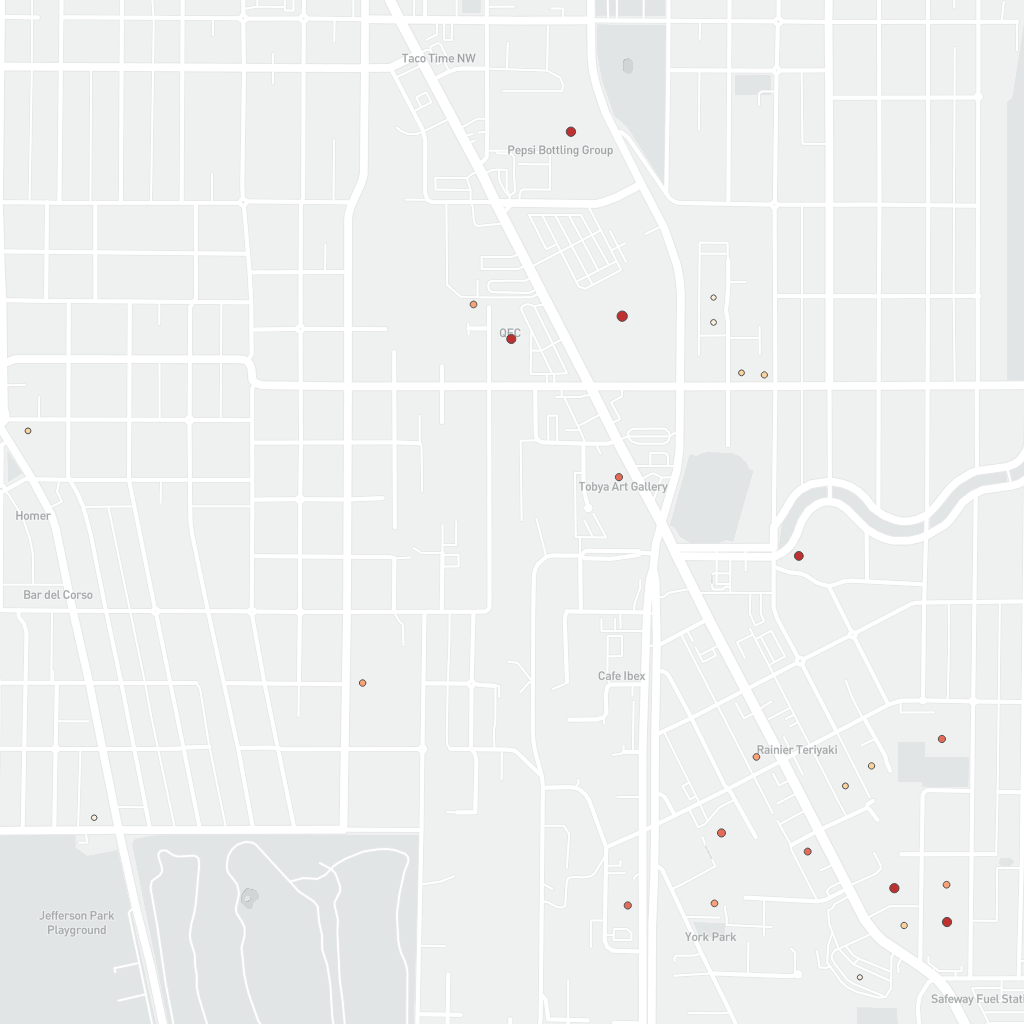 Taco Time NW
Pepsi Bottling Group
QFC
Tobya Art Gallery
Homer
Bar del Corso
Cafe Ibex
Rainier Teriyaki
Jefferson Park
Playground
York Park
Safeway Fuel Stati